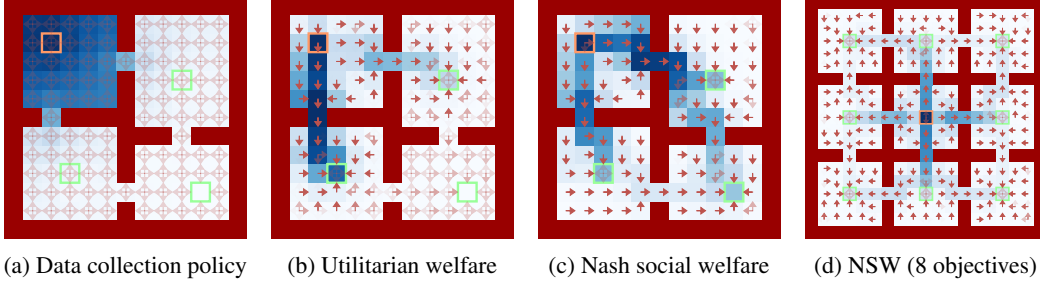 (a) Data collection policy
(b) Utilitarian welfare
(c) Nash social welfare
(d) NSW (8 objectives)